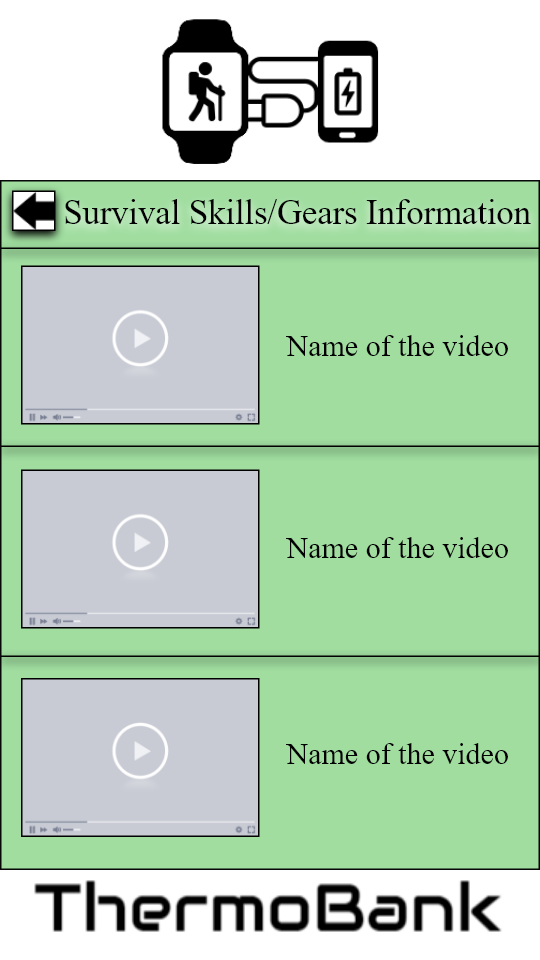 Survival Skills/Gears Information
Name of the video
Name of the video
Name of the video
ThermoBank